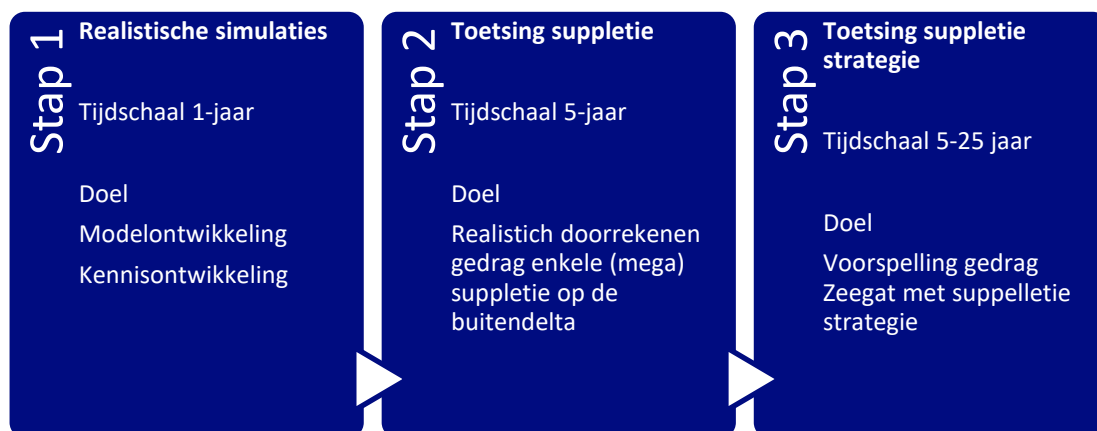 Stap 1
Realistische simulaties
Tijdschaal 1-jaar
Doel
Modelontwikkeling
Kennisontwikkeling
Stap 2
Toetsing suppletie
Tijdschaal 5-jaar
Doel
Realistich doorrekenen
gedrag enkele (mega)
suppletie op de
buitendelta
Stap 3
Toetsing suppletie
strategie
Tijdschaal 5-25 jaar
Doel
Voorspelling gedrag
Zeegat met suppelletie
strategie